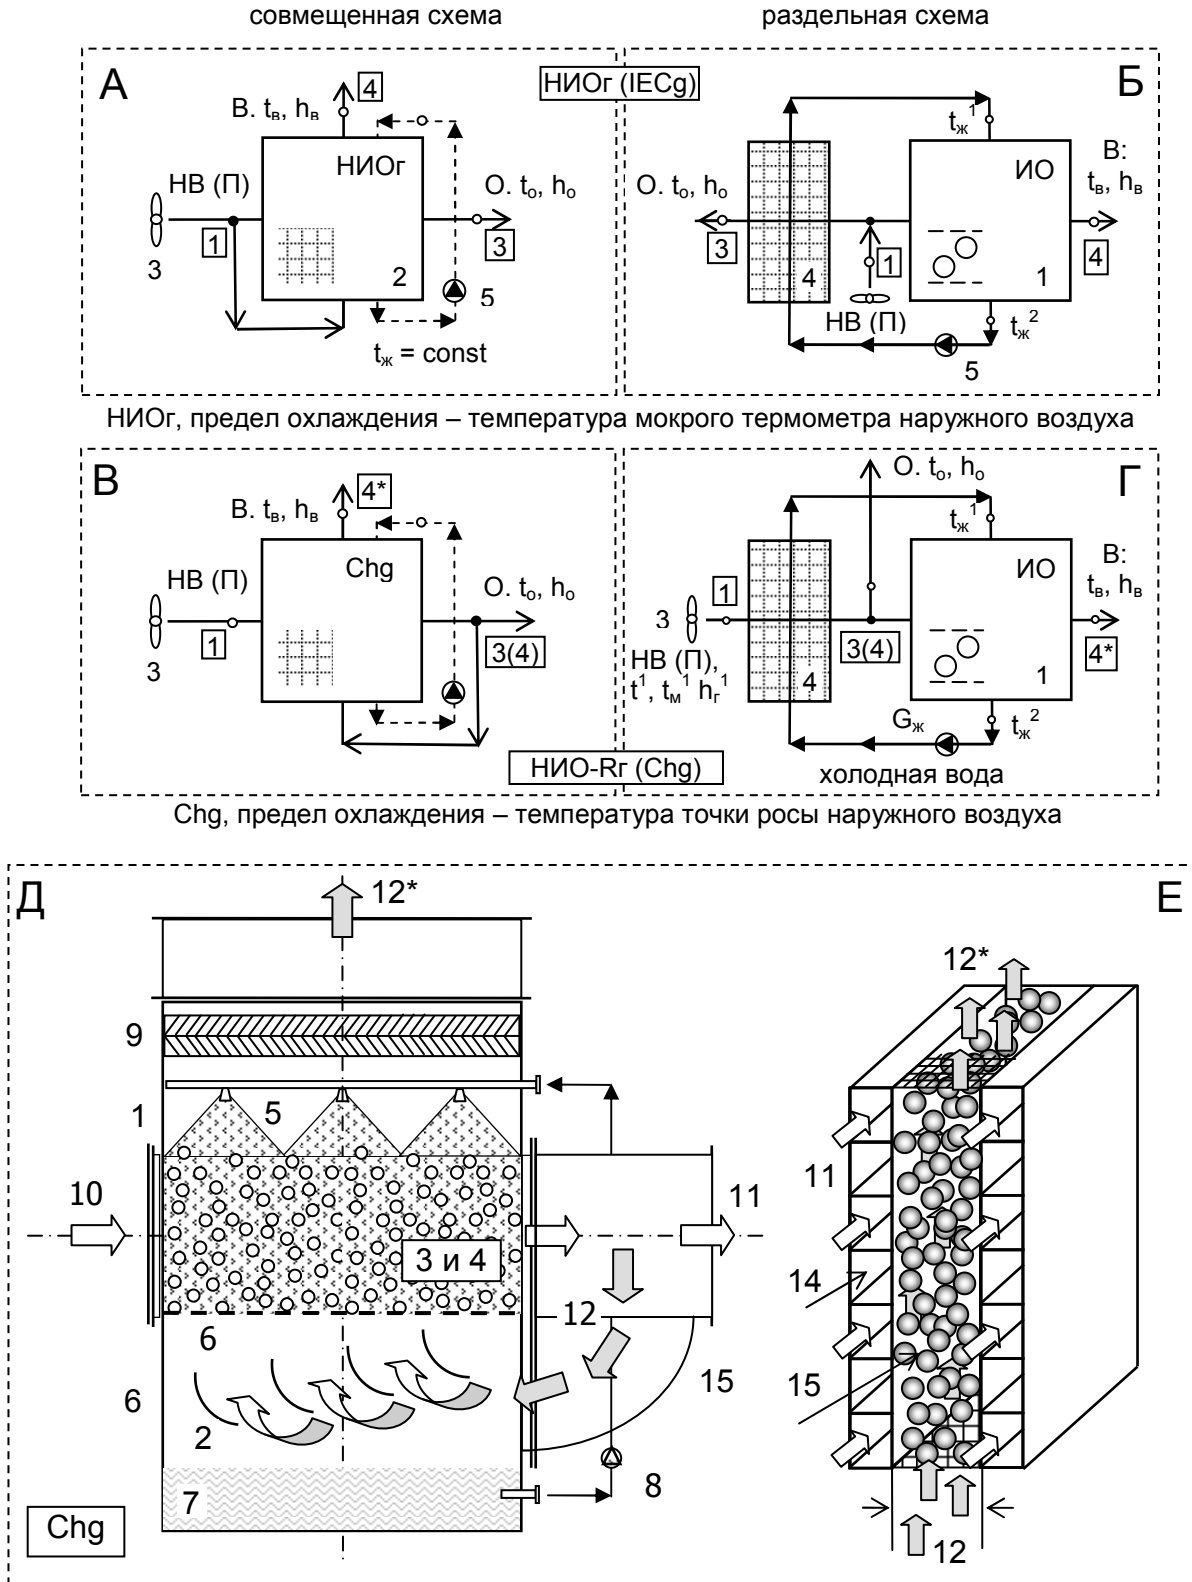 совмещенная схема
раздельная схема
А
НИОг (IECg)
Б
4
В. tв, hв
НИОг
НВ (П)
О. tо, hо
1
3
3
2
5
tж = const
tж1
В:
tв, hв
ИО
О. tо, hо
3
4
1
4
1
НВ (П)
tж2
5
НИОг, предел охлаждения – температура мокрого термометра наружного воздуха
В
4*
В. tв, hв
Chg
НВ (П)
О. tо, hо
1
3(4)
3
НИО-Rг (Chg)
О. tо, hо
Г
tж1
В:
tв, hв
ИО
1
3
3(4)
4*
НВ (П),
t1, tм1 hг1
4
1
Gж
tж2
холодная вода
Chg, предел охлаждения – температура точки росы наружного воздуха
Д
12*
9
1
5
10
11
3 и 4
12
6
6
15
2
7
8
Chg
Е
12*
11
14
15
12